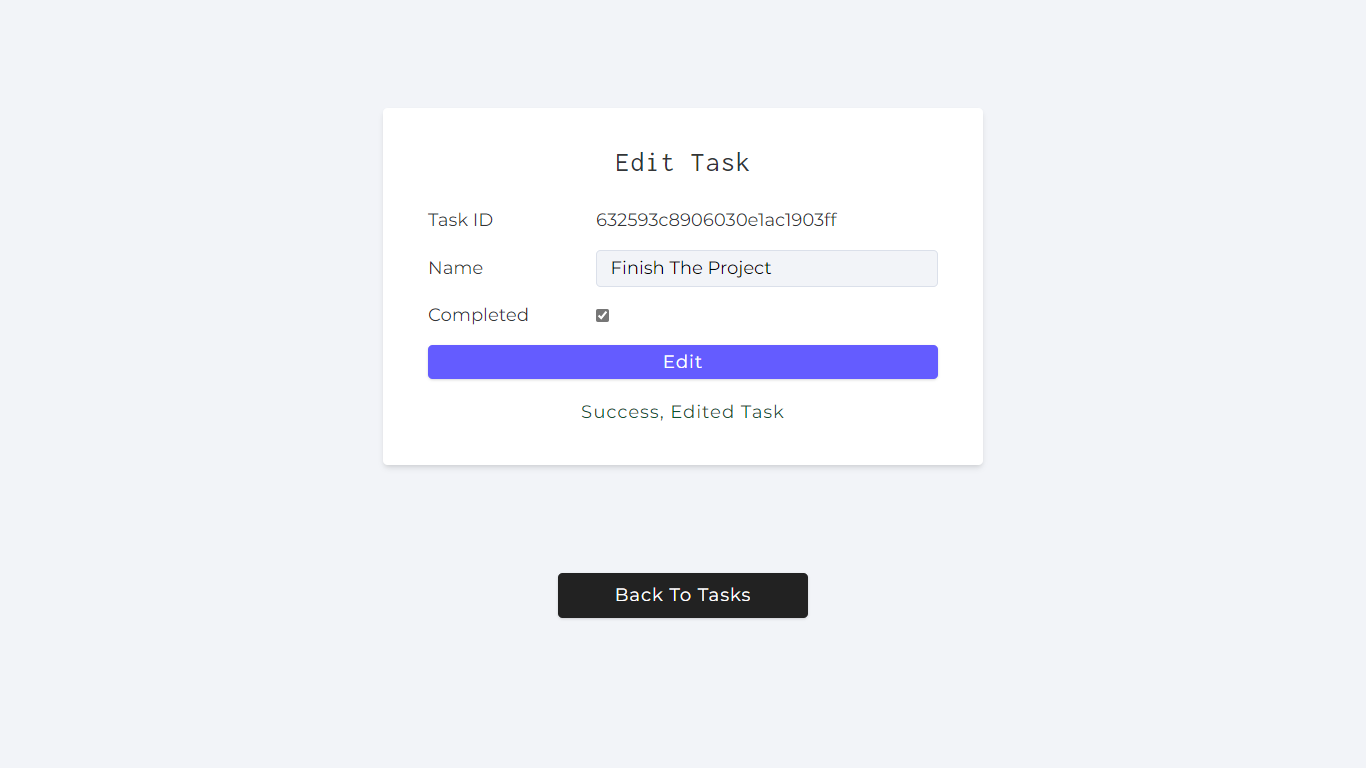 Edit Task
Task ID 632593c8906030e1ac1903ff
Name Finish The Project
Completed
Edit
Success, Edited Task
Back To Tasks